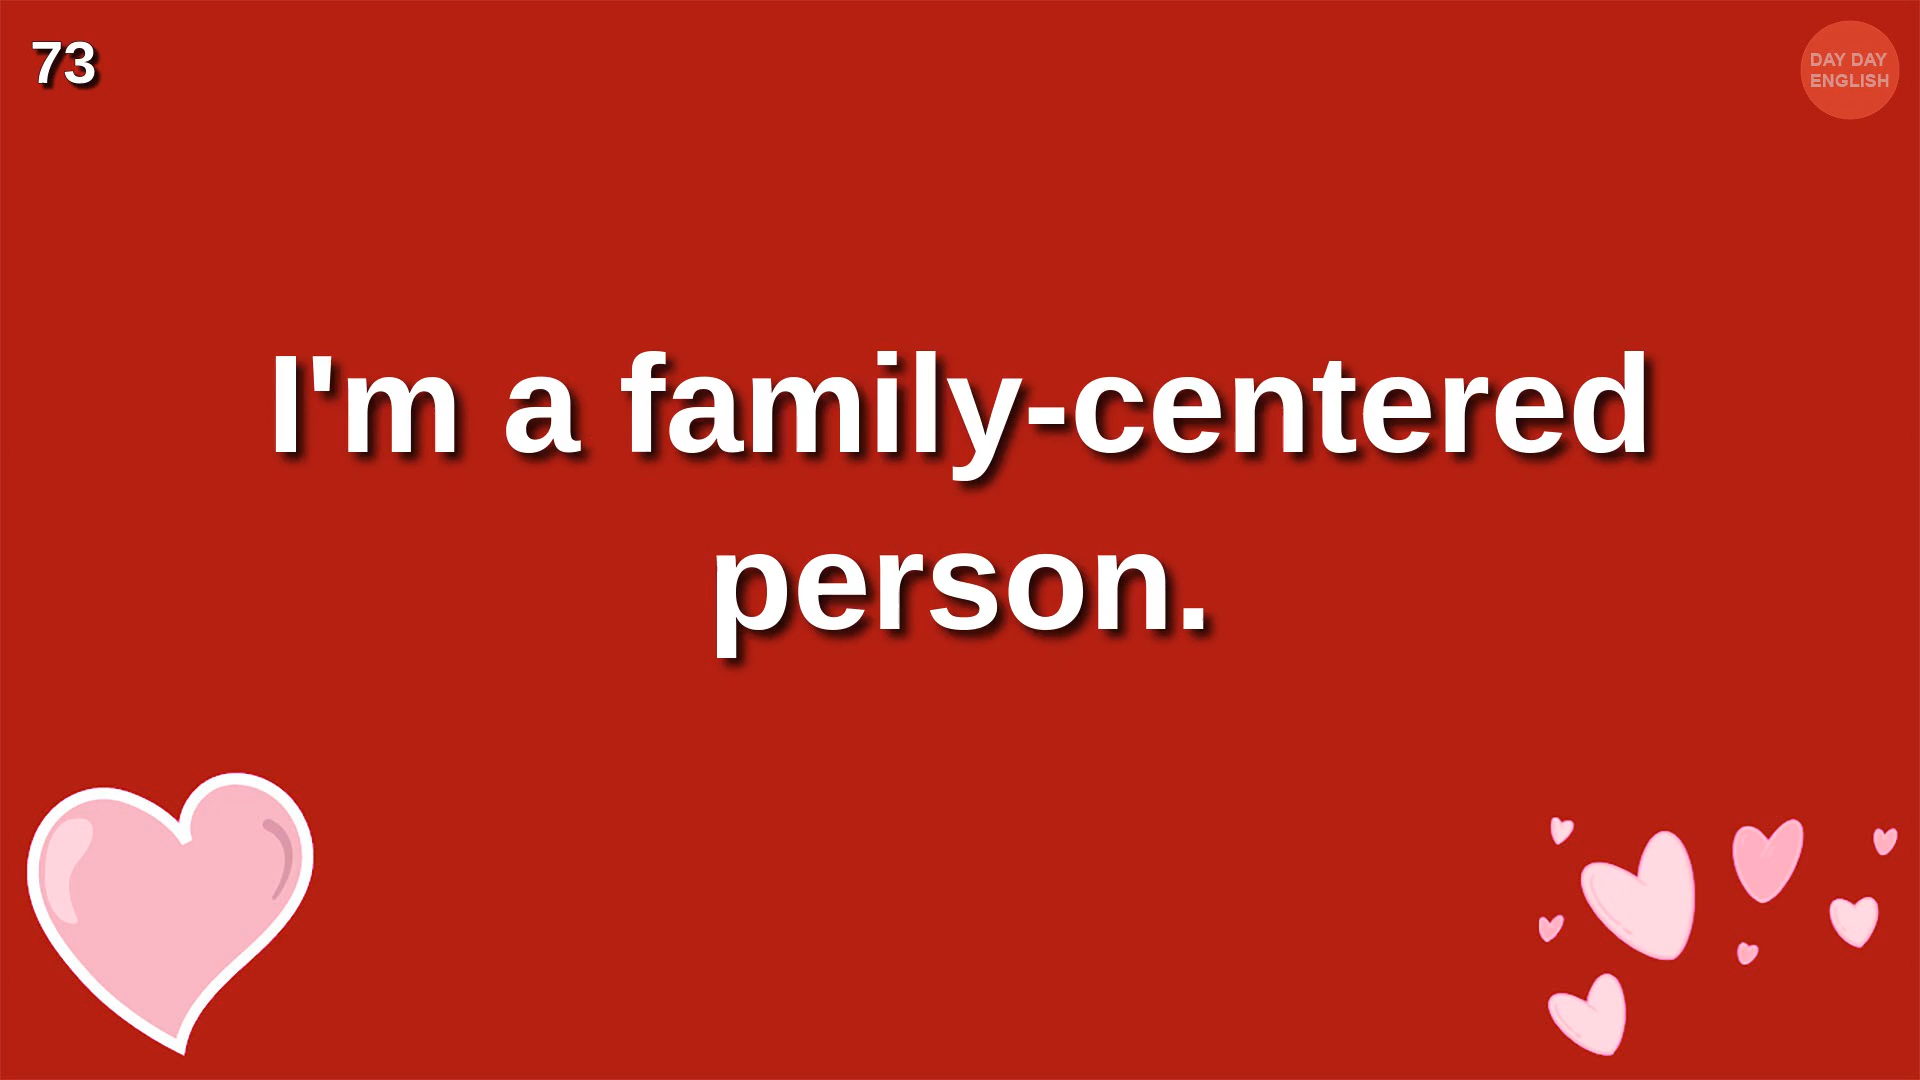 73
DAY DAY
ENGLISH
I'm a family-centered
person.